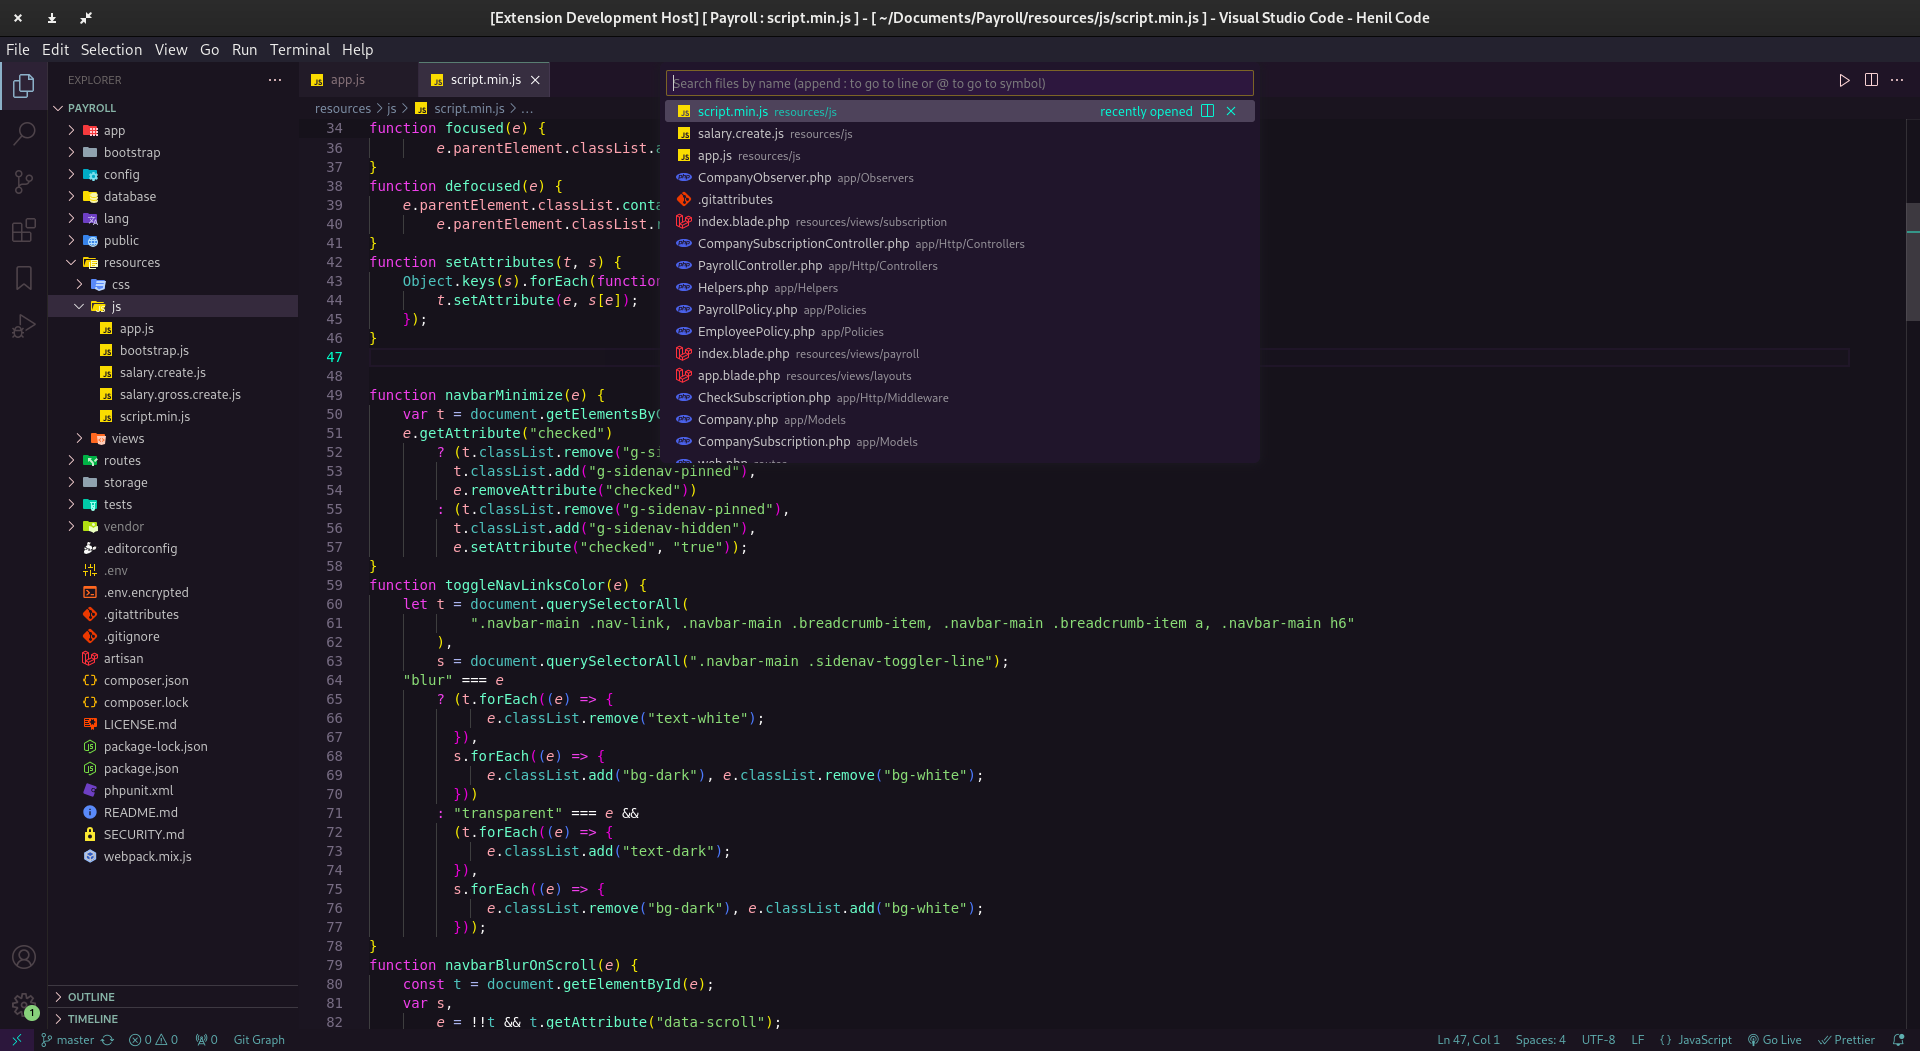 [Extension Development Host] [ Payroll : script.min.js ] - [ ~/Documents/Payroll/resources/js/script.min.js ] - Visual Studio Code - Henil Code
File Edit Selection View Go Run Terminal Help
EXPLORER
PAYROLL
app
bootstrap
config
database
lang
public
resources
css
js
app.js
bootstrap.js
salary.create.js
salary.gross.create.js
script.min.js
views
routes
storage
tests
vendor
.editorconfig
.env
.env.encrypted
.gitattributes
.gitignore
artisan
composer.json
composer.lock
LICENSE.md
package-lock.json
package.json
phpunit.xml
README.md
SECURITY.md
webpack.mix.js
OUTLINE
TIMELINE
app.js
script.min.js
resources > js > script.min.js > ...
Search files by name (append : to go to line or @ to go to symbol)
script.min.js resources/js recently opened
salary.create.js resources/js
app.js resources/js
CompanyObserver.php app/Observers
.gitattributes
index.blade.php resources/views/subscription
CompanySubscriptionController.php app/Http/Controllers
PayrollController.php app/Http/Controllers
Helpers.php app/Helpers
PayrollPolicy.php app/Policies
EmployeePolicy.php app/Policies
index.blade.php resources/views/payroll
app.blade.php resources/views/layouts
CheckSubscription.php app/Http/Middleware
Company.php app/Models
CompanySubscription.php app/Models
34 function focused(e) {
36 e.parentElement.classList.a
37 }
38 function defocused(e) {
39 e.parentElement.classList.conta
40 e.parentElement.classList.
41 }
42 function setAttributes(t, s) {
43 Object.keys(s).forEach(function
44 t.setAttribute(e, s[e]);
45 });
46 }
47
48
49 function navbarMinimize(e) {
50 var t = document.getElementsByC
51 e.getAttribute("checked")
52 ? (t.classList.remove("g-si
53 t.classList.add("g-sidenav-pinned"),
54 e.removeAttribute("checked"))
55 : (t.classList.remove("g-sidenav-pinned"),
56 t.classList.add("g-sidenav-hidden"),
57 e.setAttribute("checked", "true"));
58 }
59 function toggleNavLinksColor(e) {
60 let t = document.querySelectorAll(
61 ".navbar-main .nav-link, .navbar-main .breadcrumb-item, .navbar-main .breadcrumb-item a, .navbar-main h6"
62 ),
63 s = document.querySelectorAll(".navbar-main .sidenav-toggler-line");
64 "blur" === e
65 ? (t.forEach((e) => {
66 e.classList.remove("text-white");
67 }),
68 s.forEach((e) => {
69 e.classList.add("bg-dark"), e.classList.remove("bg-white");
70 }))
71 : "transparent" === e &&
72 (t.forEach((e) => {
73 e.classList.add("text-dark");
74 }),
75 s.forEach((e) => {
76 e.classList.remove("bg-dark"), e.classList.add("bg-white");
77 }));
78 }
79 function navbarBlurOnScroll(e) {
80 const t = document.getElementById(e);
81 var s,
82 e = !!t && t.getAttribute("data-scroll");
1
master 0 0 0 Git Graph Ln 47, Col 1 Spaces: 4 UTF-8 LF {} JavaScript Go Live Prettier